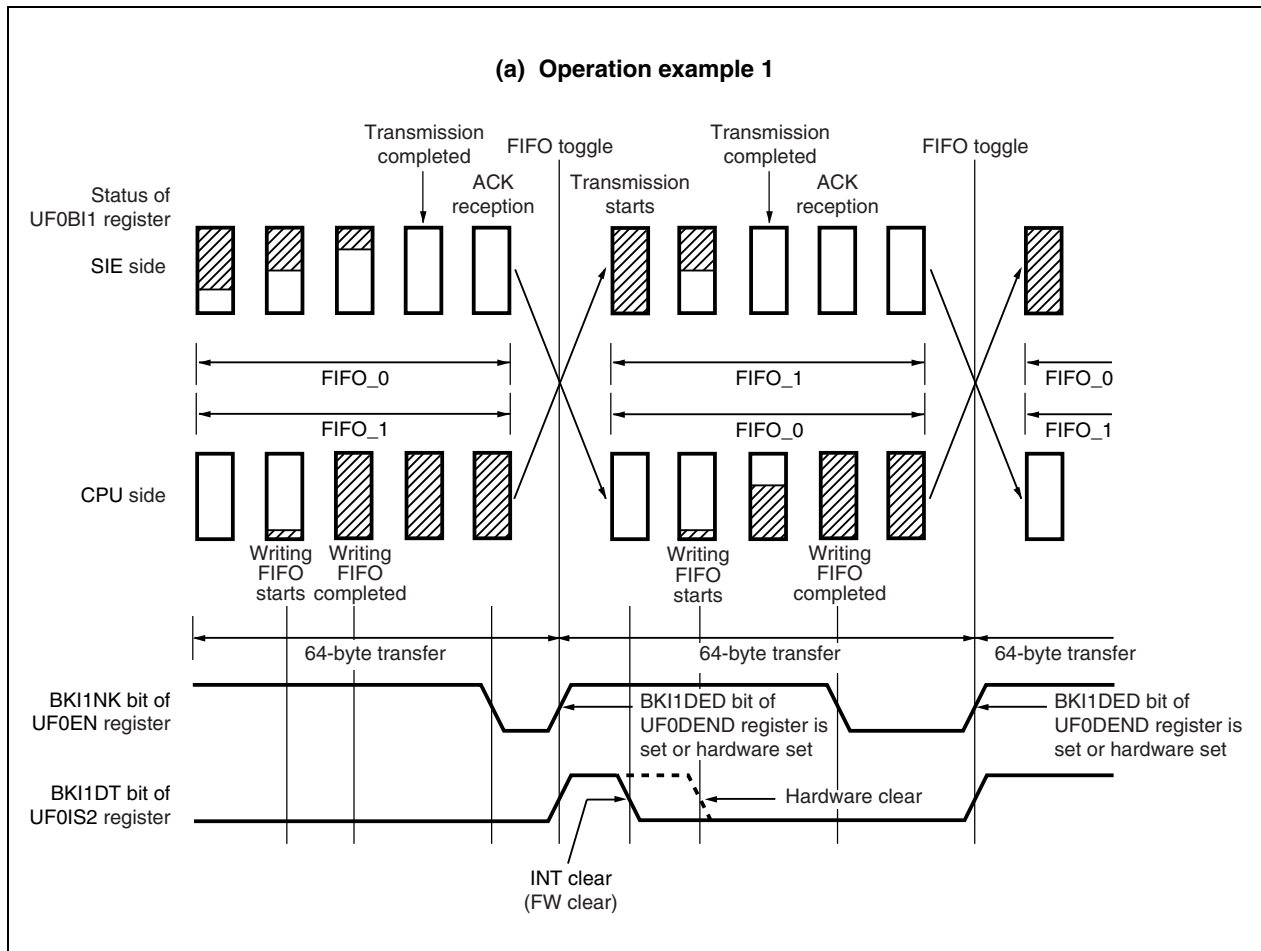 (a) Operation example 1
Transmission
completed
FIFO toggle
Transmission
completed
FIFO toggle
Status of
UF0BI1 register
ACK
reception
Transmission
starts
ACK
reception
SIE side
FIFO_0
FIFO_1
FIFO_0
FIFO_1
FIFO_0
FIFO_1
CPU side
Writing
FIFO
starts
Writing
FIFO
completed
Writing
FIFO
starts
Writing
FIFO
completed
64-byte transfer
64-byte transfer
64-byte transfer
BKI1NK bit of
UF0EN register
BKI1DED bit of
UF0DEND register is
set or hardware set
BKI1DED bit of
UF0DEND register is
set or hardware set
BKI1DT bit of
UF0IS2 register
Hardware clear
INT clear
(FW clear)